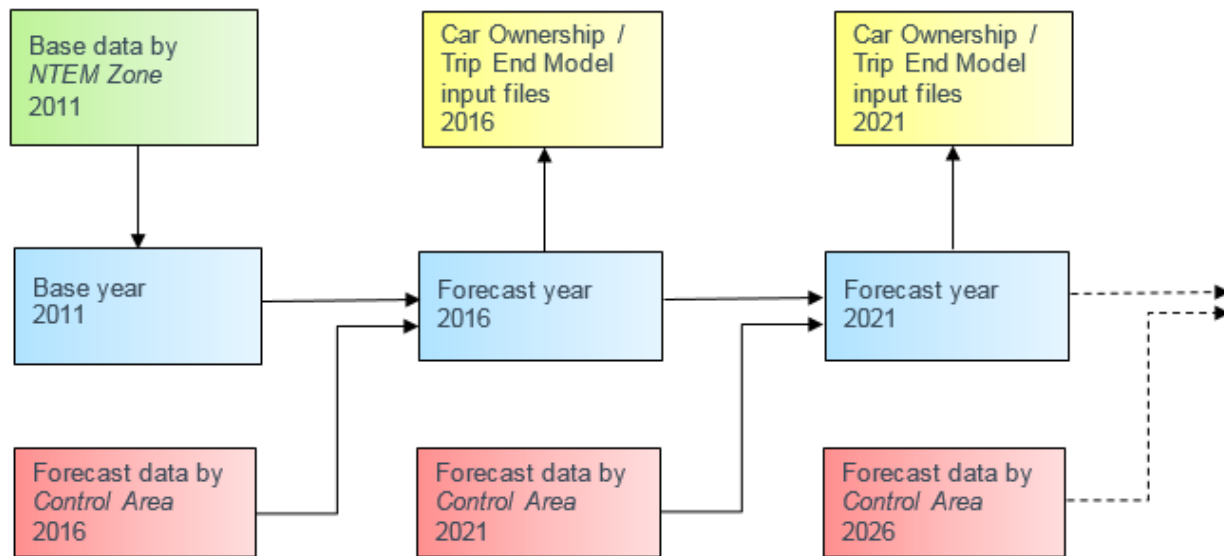 Base data by
NTEM Zone
2011
Car Ownership /
Trip End Model
input files
2016
Car Ownership /
Trip End Model
input files
2021
Base year
2011
Forecast year
2016
Forecast year
2021
Forecast data by
Control Area
2016
Forecast data by
Control Area
2021
Forecast data by
Control Area
2026